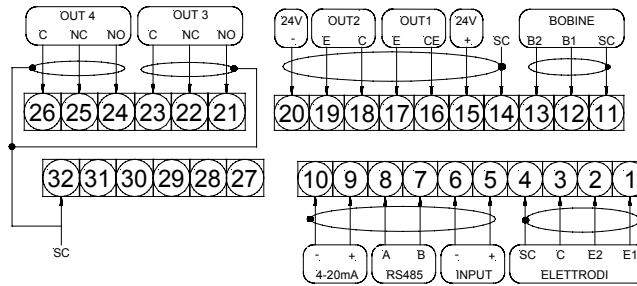 OUT 4 OUT 3 24V OUT2 OUT1 24V BOBINE
C NC NO C NC NO - E C E CE + SC B2 B1 SC
26 25 24 23 22 21 20 19 18 17 16 15 14 13 12 11
32 31 30 29 28 27 10 9 8 7 6 5 4 3 2 1
SC - + A B - + SC C E2 E1
4-20mA RS485 INPUT ELETTRODI